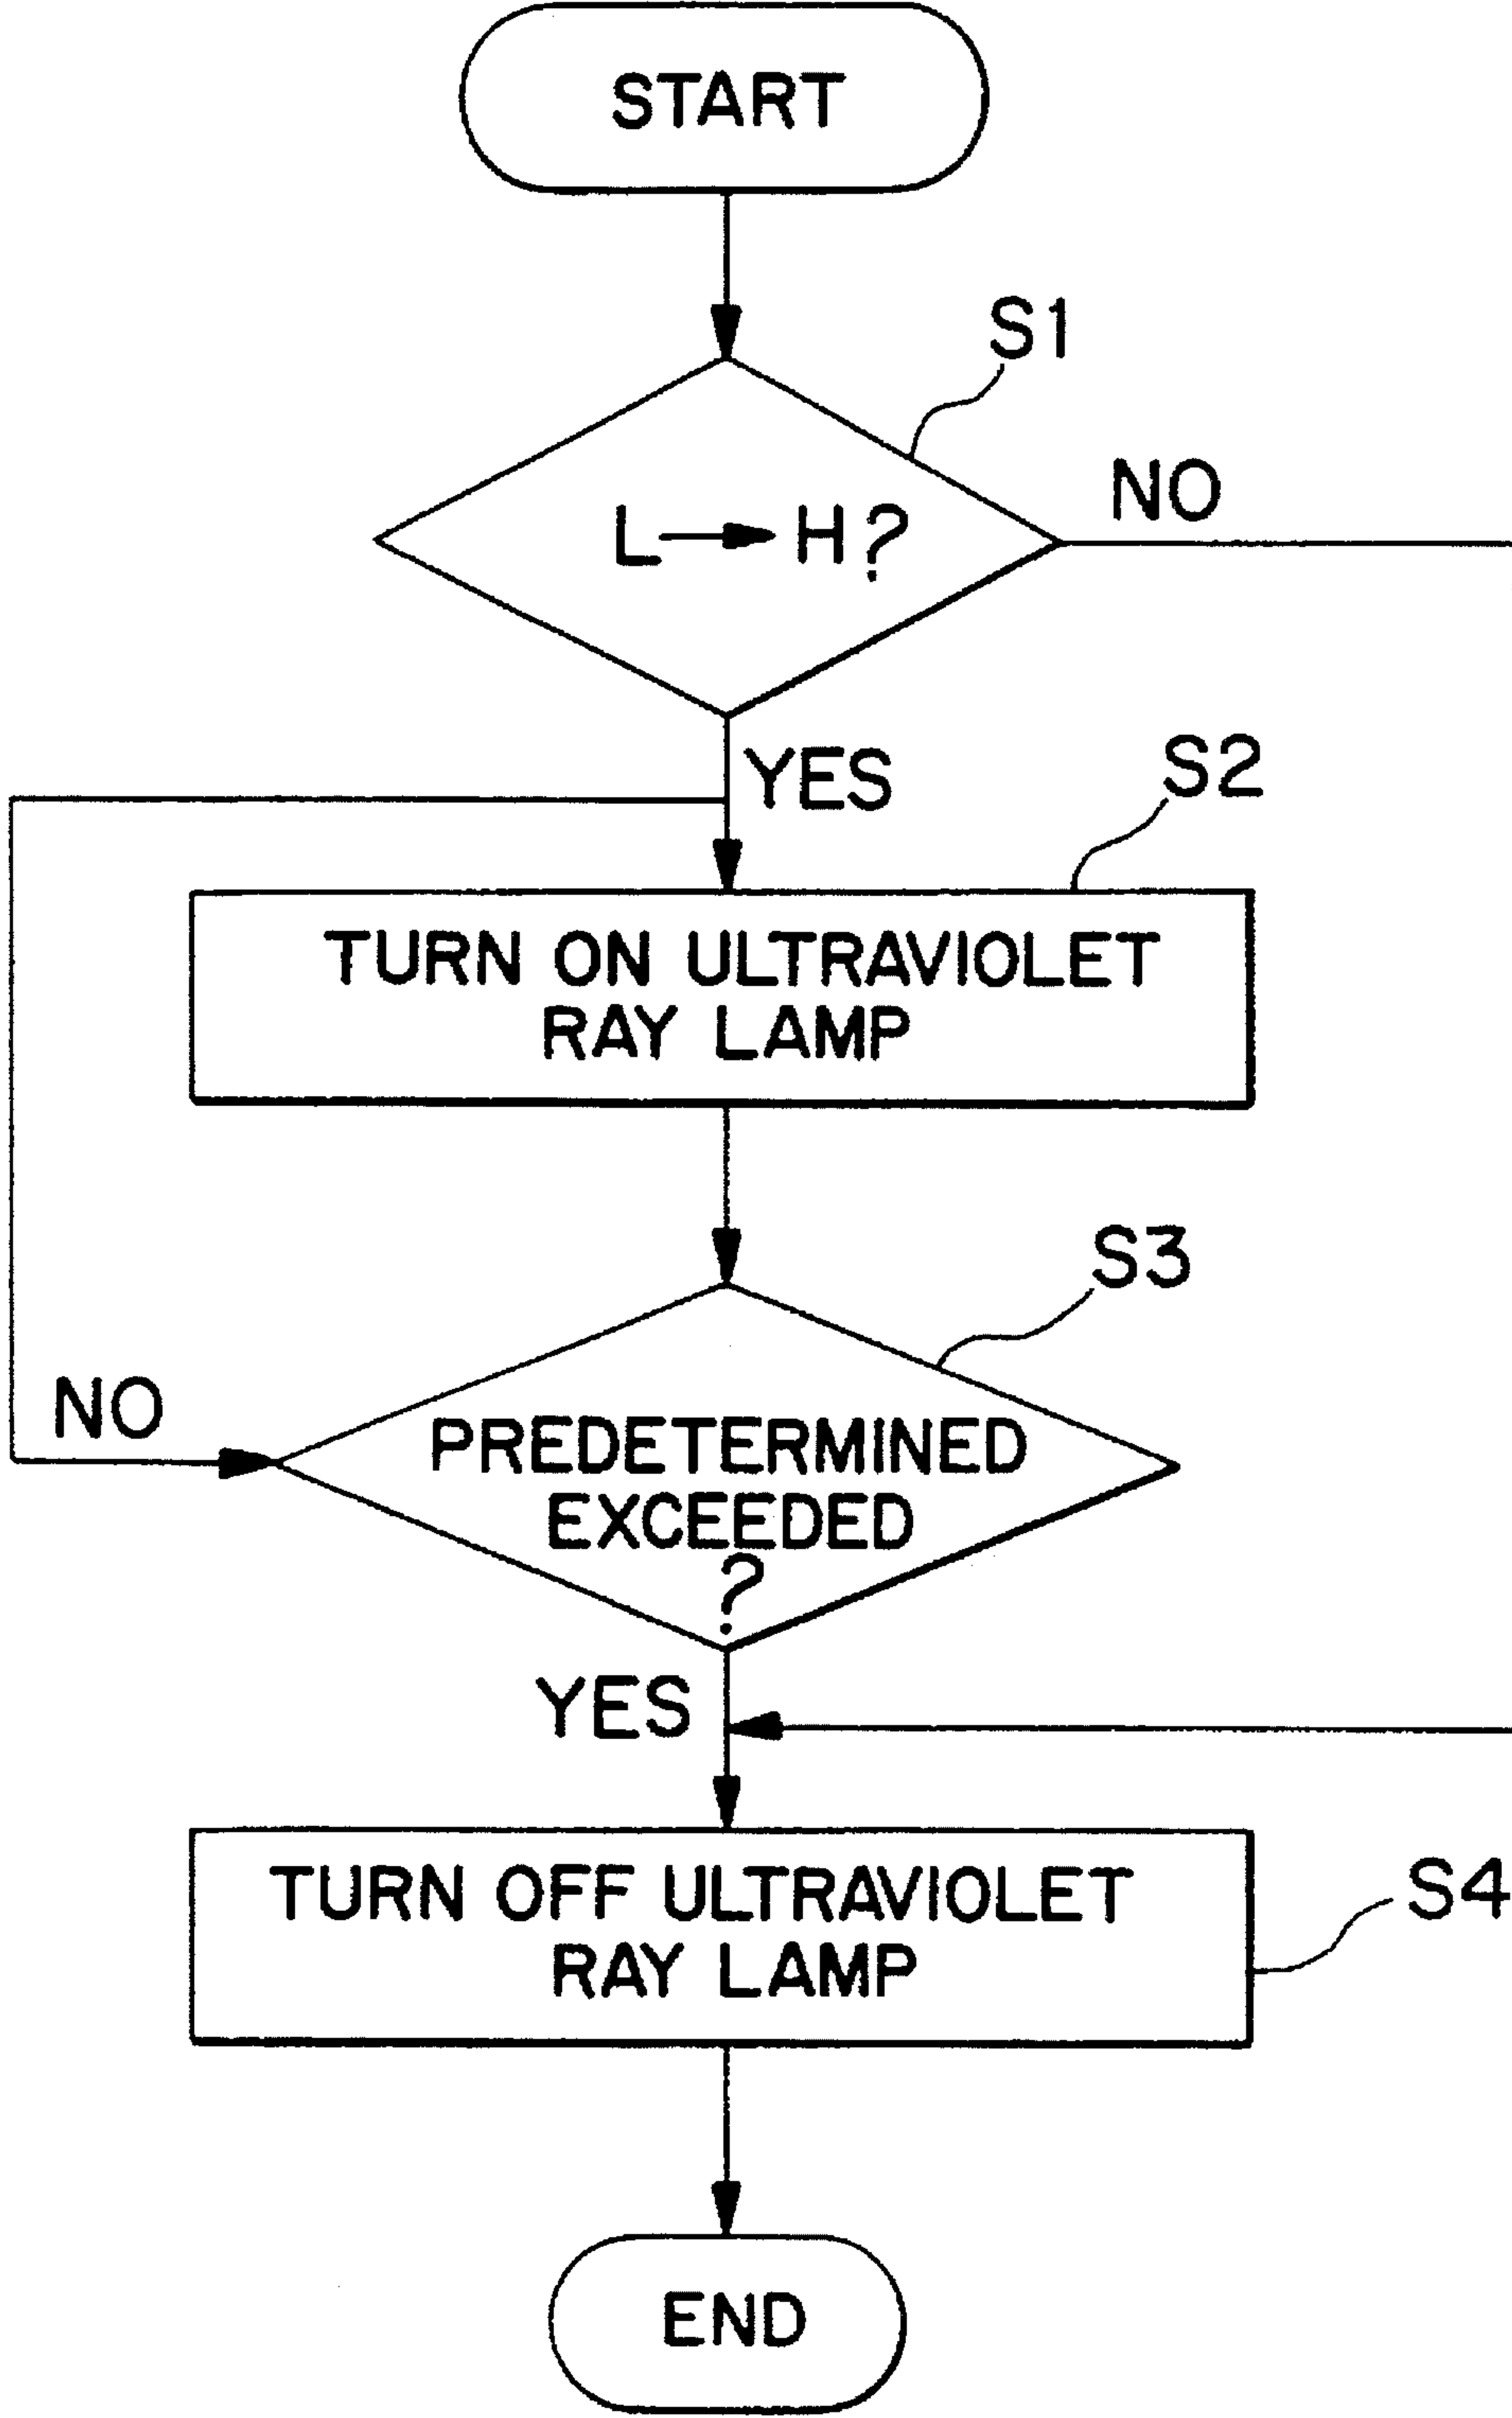 START
S1
L→H?
NO
YES
S2
TURN ON ULTRAVIOLET
RAY LAMP
S3
NO
PREDETERMINED
EXCEEDED
?
YES
TURN OFF ULTRAVIOLET
RAY LAMP
S4
END